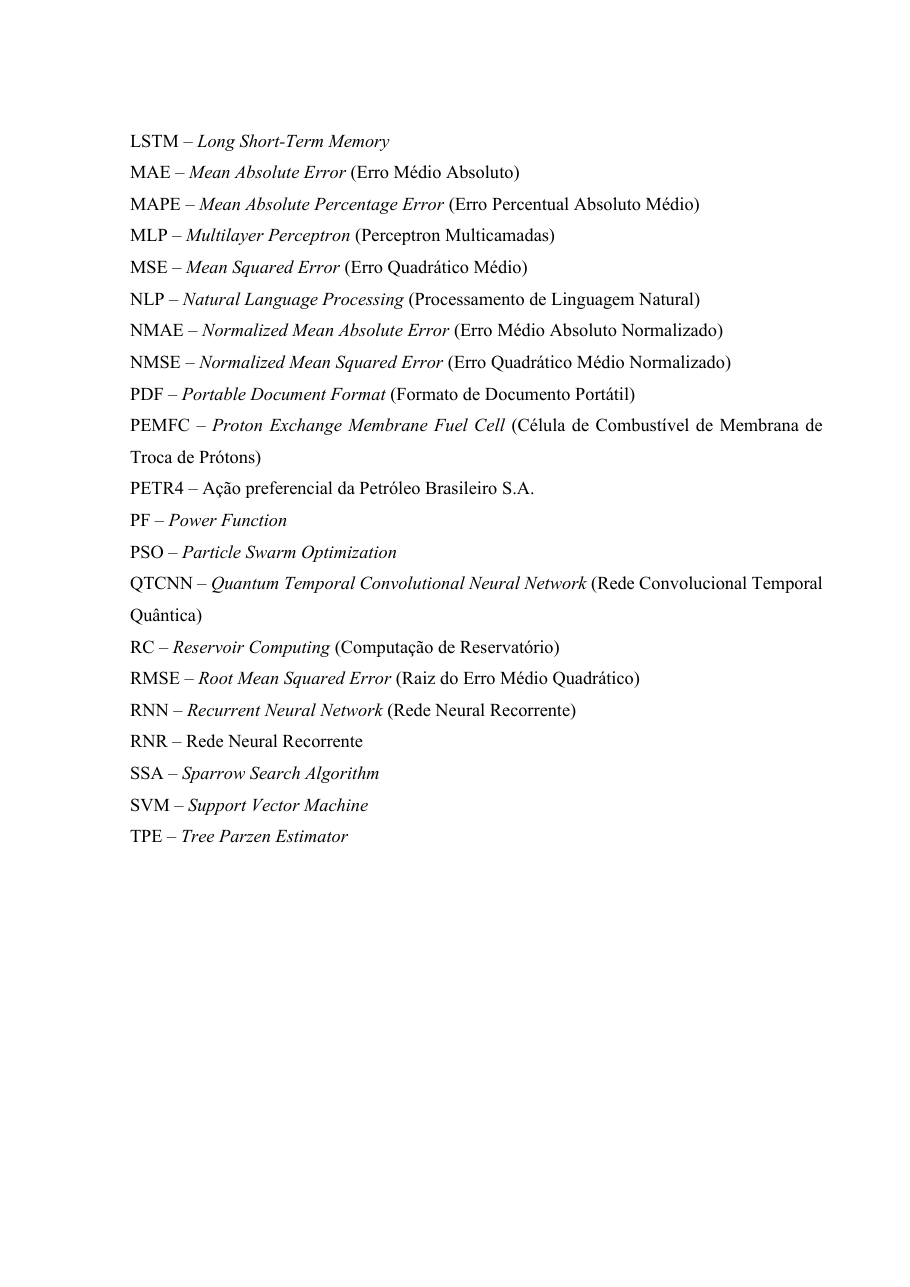 LSTM – Long Short-Term Memory
MAE – Mean Absolute Error (Erro Médio Absoluto)
MAPE – Mean Absolute Percentage Error (Erro Percentual Absoluto Médio)
MLP – Multilayer Perceptron (Perceptron Multicamadas)
MSE – Mean Squared Error (Erro Quadrático Médio)
NLP – Natural Language Processing (Processamento de Linguagem Natural)
NMAE – Normalized Mean Absolute Error (Erro Médio Absoluto Normalizado)
NMSE – Normalized Mean Squared Error (Erro Quadrático Médio Normalizado)
PDF – Portable Document Format (Formato de Documento Portátil)
PEMFC – Proton Exchange Membrane Fuel Cell (Célula de Combustível de Membrana de
Troca de Prótons)
PETR4 – Ação preferencial da Petróleo Brasileiro S.A.
PF – Power Function
PSO – Particle Swarm Optimization
QTCNN – Quantum Temporal Convolutional Neural Network (Rede Convolucional Temporal
Quântica)
RC – Reservoir Computing (Computação de Reservatório)
RMSE – Root Mean Squared Error (Raiz do Erro Médio Quadrático)
RNN – Recurrent Neural Network (Rede Neural Recorrente)
RNR – Rede Neural Recorrente
SSA – Sparrow Search Algorithm
SVM – Support Vector Machine
TPE – Tree Parzen Estimator